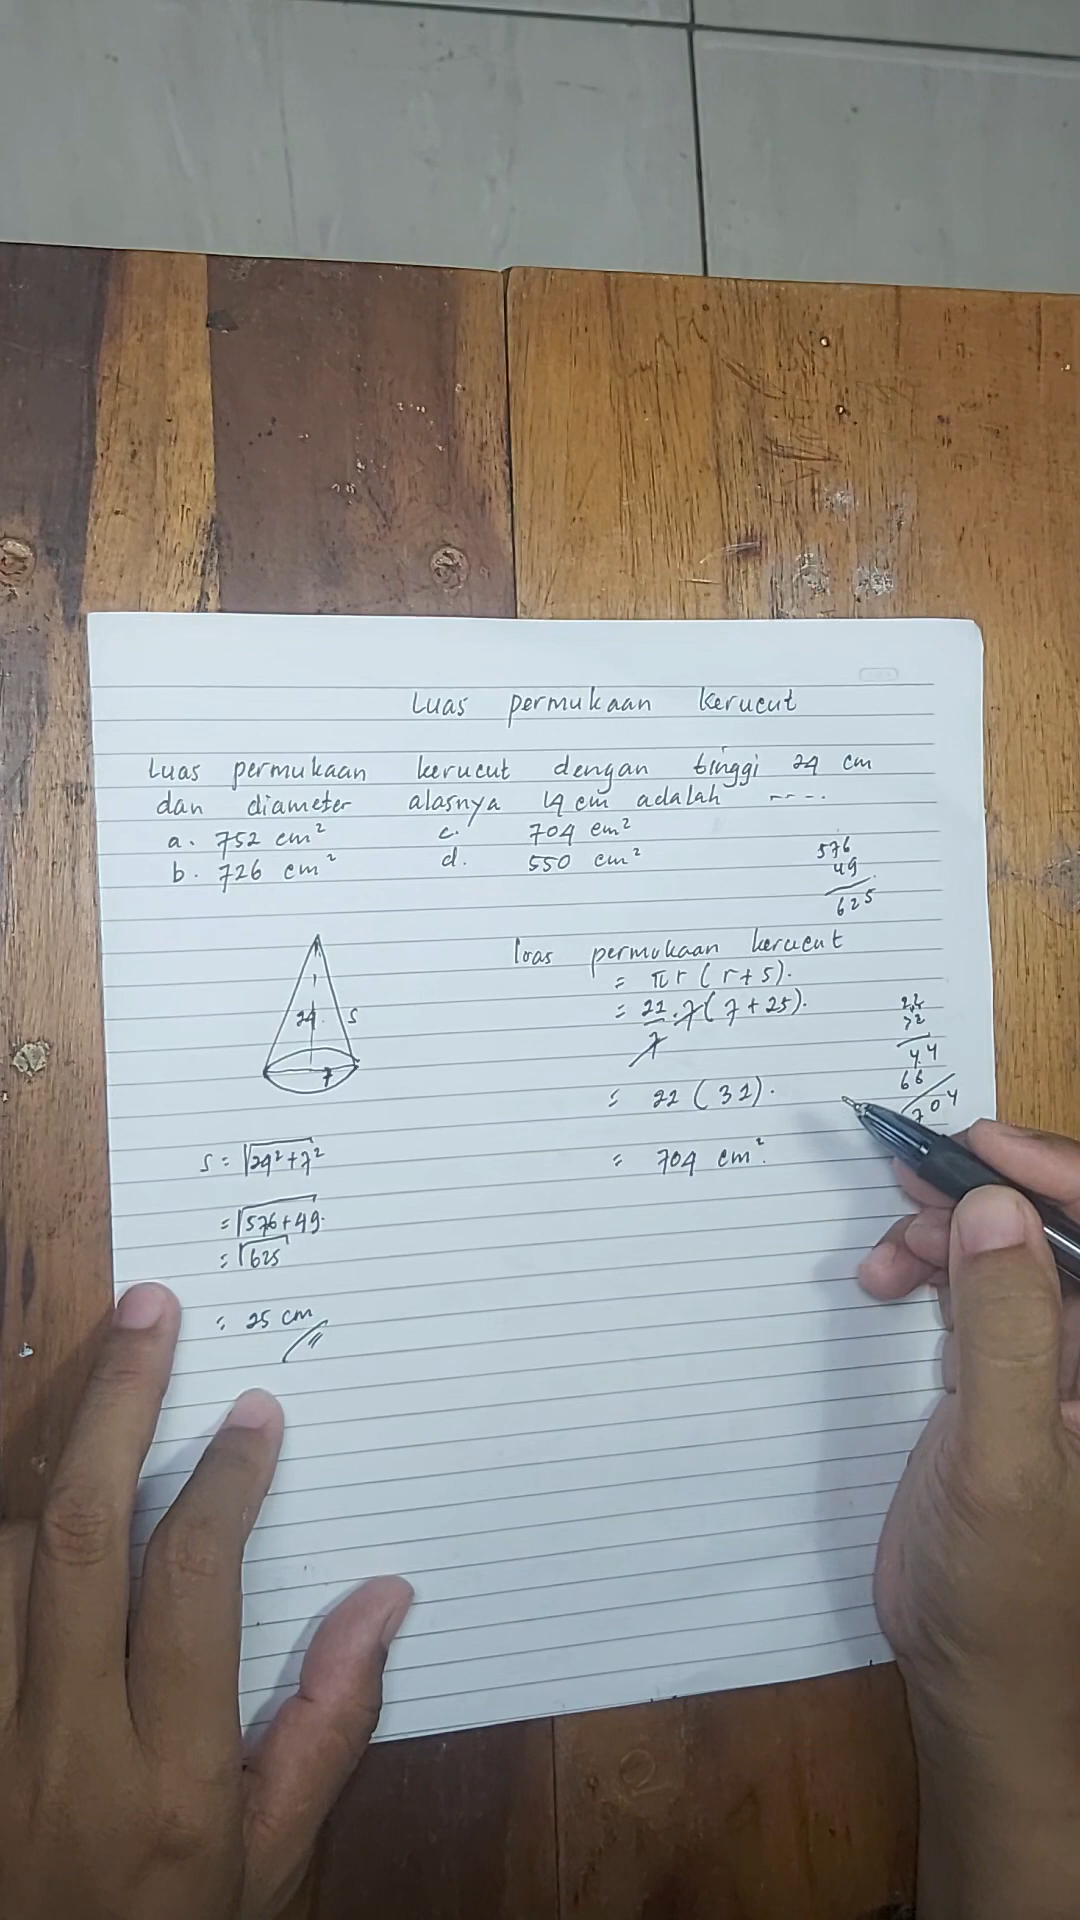 Luas permukaan kerucut
Luas permukaan kerucut dengan tinggi 24 cm
dan diameter alasnya 14 cm adalah ....
a. 752 cm² c. 704 cm²
b. 726 cm² d. 550 cm²
576
49
625
24 s
7
s = √24²+7²
= √576+49.
= √625
= 25 cm
luas permukaan kerucut
= πr (r+s).
= 22/7 . 7 (7+25).
= 22 (32).
= 704 cm².
22
32
44
66
704